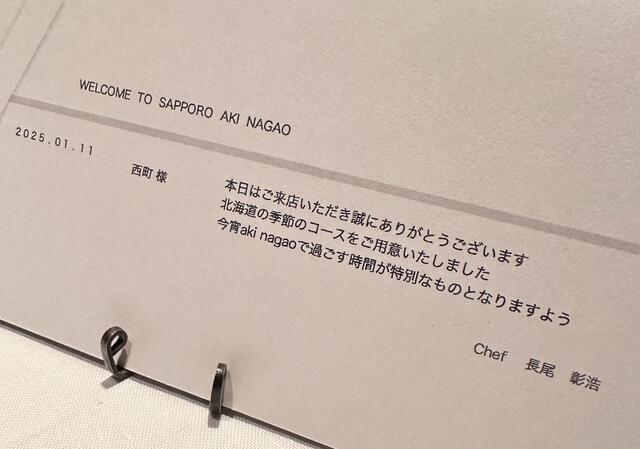 WELCOME TO SAPPORO AKI NAGAO
2025.01.11
西町 様
本日はご来店いただき誠にありがとうございます
北海道の季節のコースをご用意いたしました
今宵aki nagaoで過ごす時間が特別なものとなりますよう
Chef 長尾 彰浩